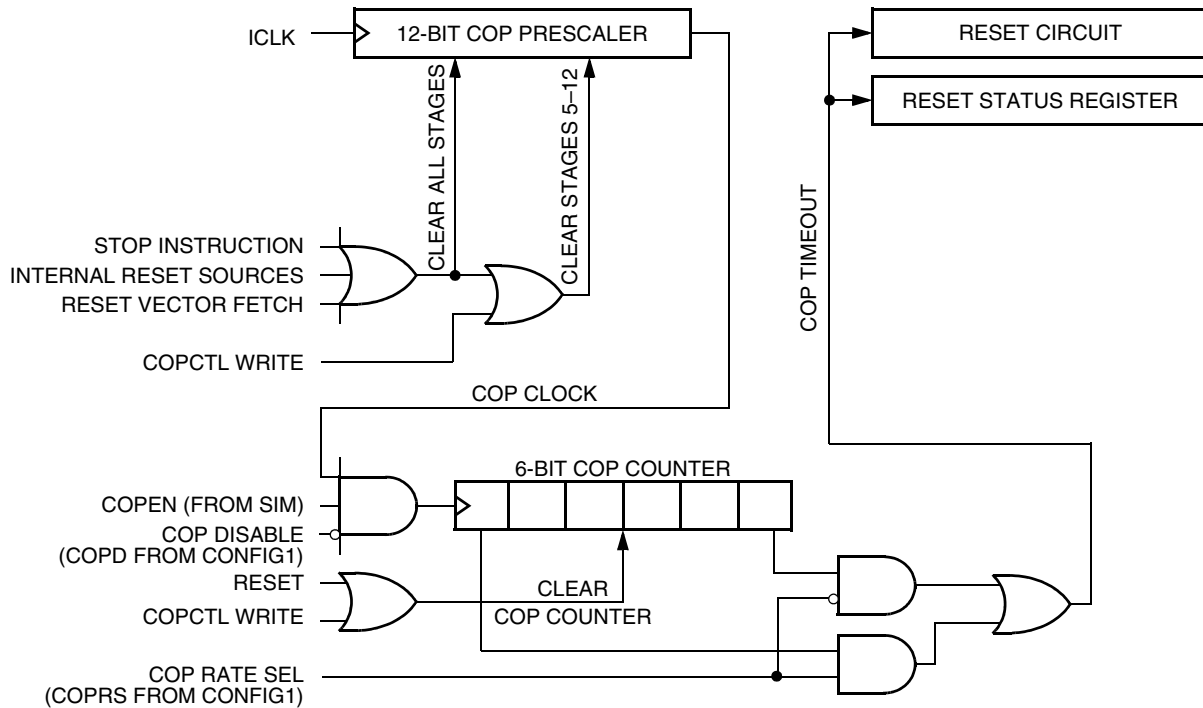 ICLK
12-BIT COP PRESCALER
RESET CIRCUIT
RESET STATUS REGISTER
CLEAR ALL STAGES
CLEAR STAGES 5–12
STOP INSTRUCTION
INTERNAL RESET SOURCES
RESET VECTOR FETCH
COPCTL WRITE
COP TIMEOUT
COP CLOCK
6-BIT COP COUNTER
COPEN (FROM SIM)
COP DISABLE
(COPD FROM CONFIG1)
RESET
COPCTL WRITE
CLEAR
COP COUNTER
COP RATE SEL
(COPRS FROM CONFIG1)